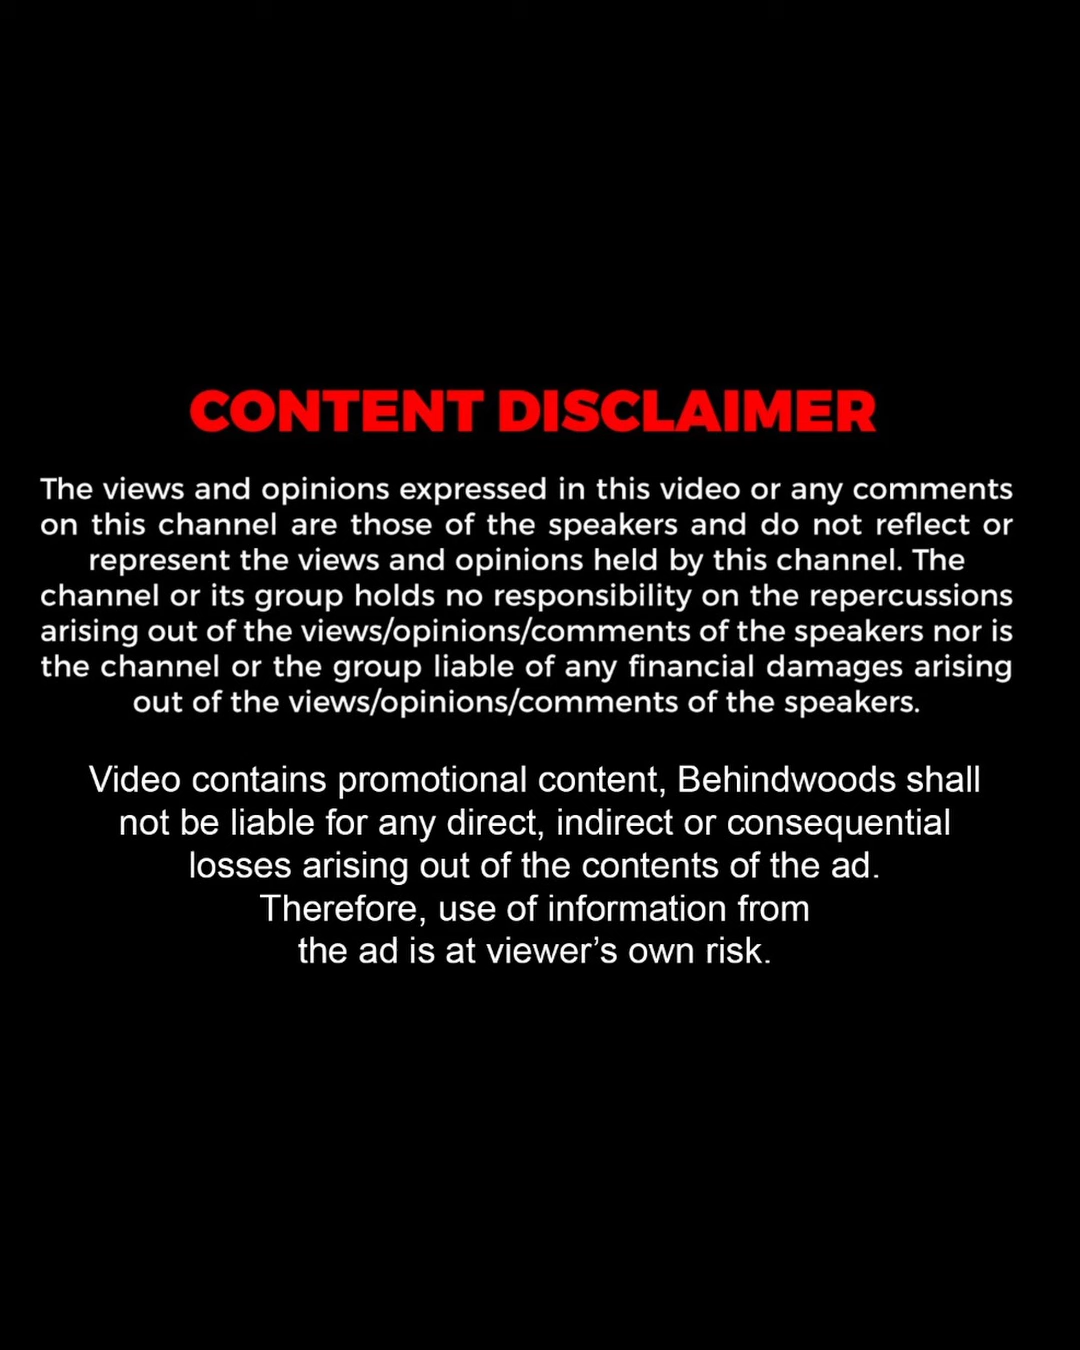 CONTENT DISCLAIMER
The views and opinions expressed in this video or any comments
on this channel are those of the speakers and do not reflect or
represent the views and opinions held by this channel. The
channel or its group holds no responsibility on the repercussions
arising out of the views/opinions/comments of the speakers nor is
the channel or the group liable of any financial damages arising
out of the views/opinions/comments of the speakers.
Video contains promotional content, Behindwoods shall
not be liable for any direct, indirect or consequential
losses arising out of the contents of the ad.
Therefore, use of information from
the ad is at viewer’s own risk.